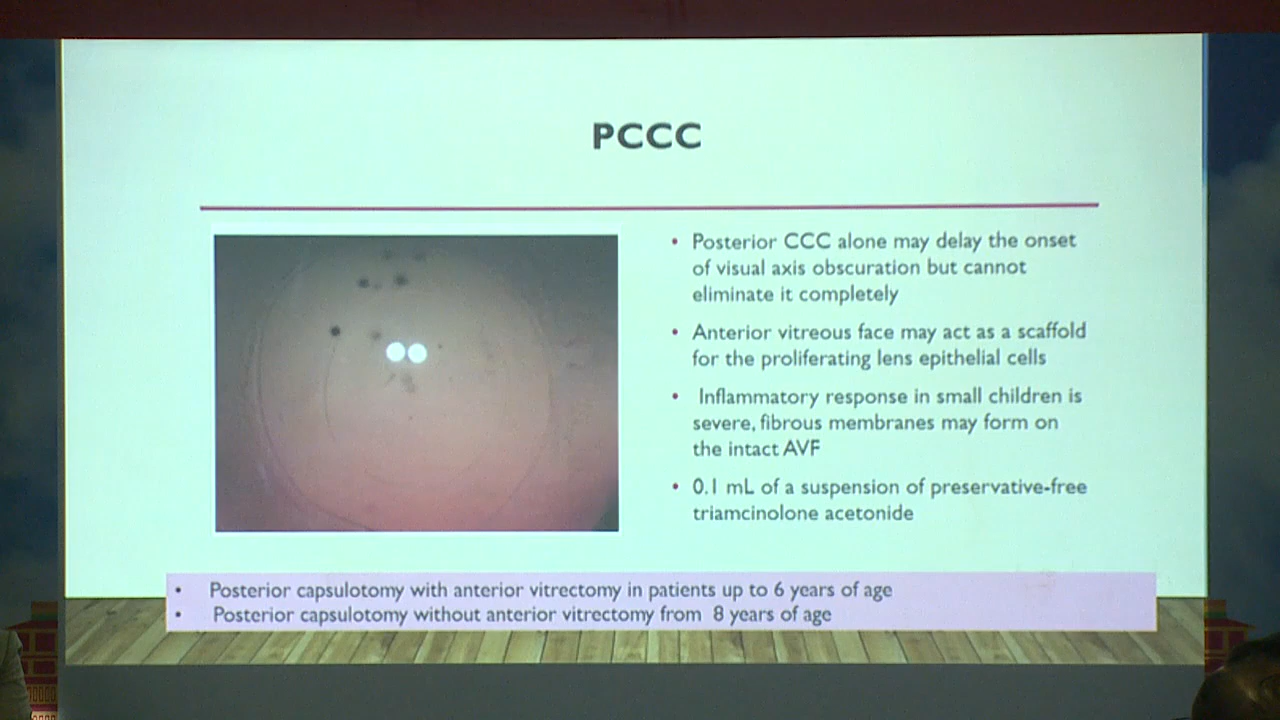 PCCC
• Posterior CCC alone may delay the onset
of visual axis obscuration but cannot
eliminate it completely
• Anterior vitreous face may act as a scaffold
for the proliferating lens epithelial cells
• Inflammatory response in small children is
severe, fibrous membranes may form on
the intact AVF
• 0.1 mL of a suspension of preservative-free
triamcinolone acetonide
• Posterior capsulotomy with anterior vitrectomy in patients up to 6 years of age
• Posterior capsulotomy without anterior vitrectomy from 8 years of age